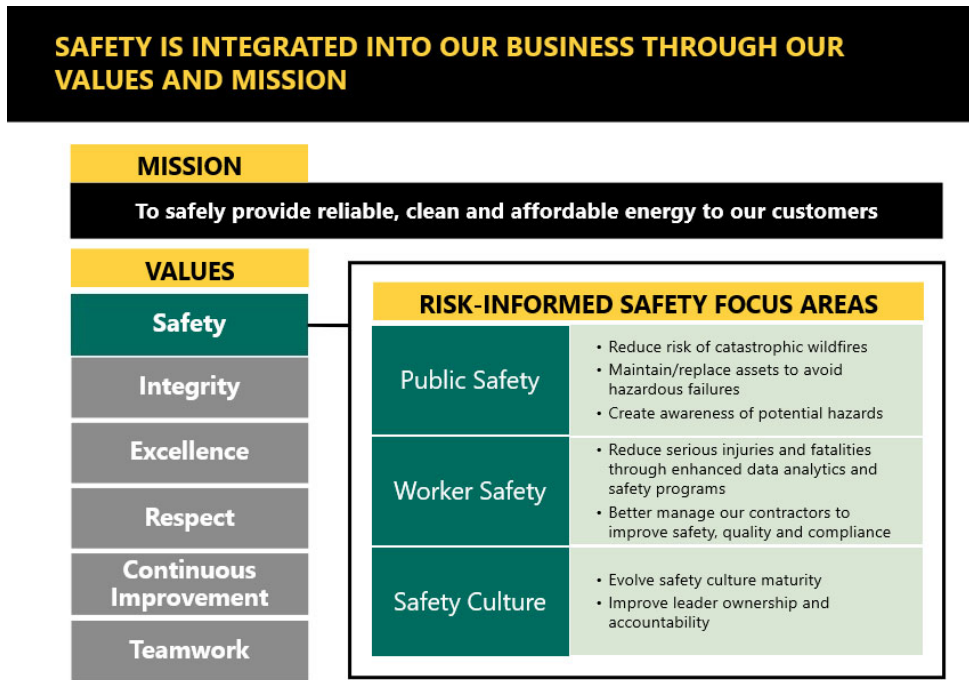 SAFETY IS INTEGRATED INTO OUR BUSINESS THROUGH OUR
VALUES AND MISSION
MISSION
To safely provide reliable, clean and affordable energy to our customers
VALUES
Safety
Integrity
Excellence
Respect
Continuous
Improvement
Teamwork
RISK-INFORMED SAFETY FOCUS AREAS
Public Safety
• Reduce risk of catastrophic wildfires
• Maintain/replace assets to avoid
hazardous failures
• Create awareness of potential hazards
Worker Safety
• Reduce serious injuries and fatalities
through enhanced data analytics and
safety programs
• Better manage our contractors to
improve safety, quality and compliance
Safety Culture
• Evolve safety culture maturity
• Improve leader ownership and
accountability